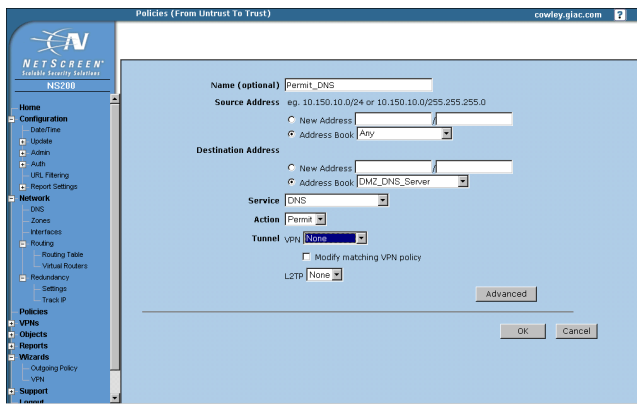 Policies (From Untrust To Trust)
cowley.giac.com ?
NETSCREEN
Scalable Security Solutions
NS200
Home
Configuration
Date/Time
Update
Admin
Auth
URL Filtering
Report Settings
Network
DNS
Zones
Interfaces
Routing
Routing Table
Virtual Routers
Redundancy
Settings
Track IP
Policies
VPNs
Objects
Reports
Wizards
Outgoing Policy
VPN
Support
Logout
Name (optional) Permit_DNS
Source Address eg. 10.150.10.0/24 or 10.150.10.0/255.255.255.0
New Address /
Address Book Any
Destination Address
New Address /
Address Book DMZ_DNS_Server
Service DNS
Action Permit
Tunnel VPN None
Modify matching VPN policy
L2TP None
Advanced
OK Cancel